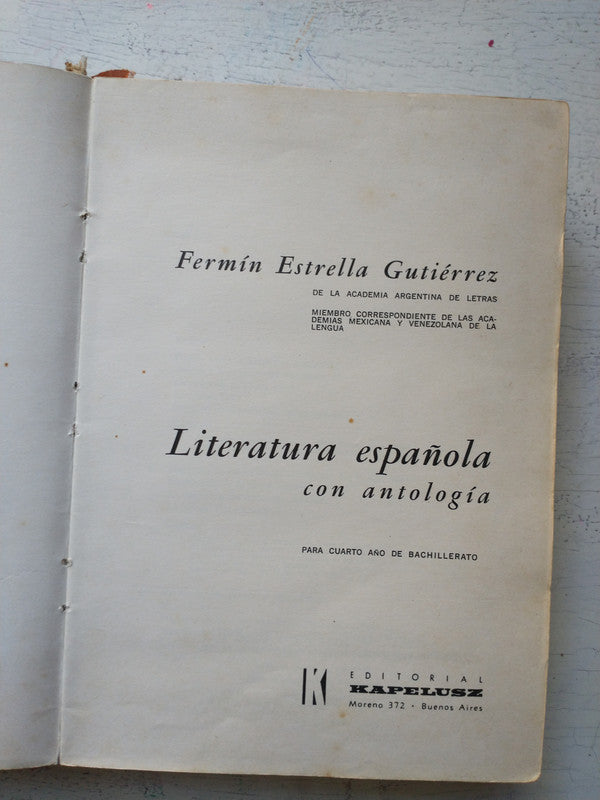 Fermín Estrella Gutiérrez
DE LA ACADEMIA ARGENTINA DE LETRAS
MIEMBRO CORRESPONDIENTE DE LAS ACA-
DEMIAS MEXICANA Y VENEZOLANA DE LA
LENGUA
Literatura española
con antología
PARA CUARTO AÑO DE BACHILLERATO
K
EDITORIAL
KAPELUSZ
Moreno 372 · Buenos Aires